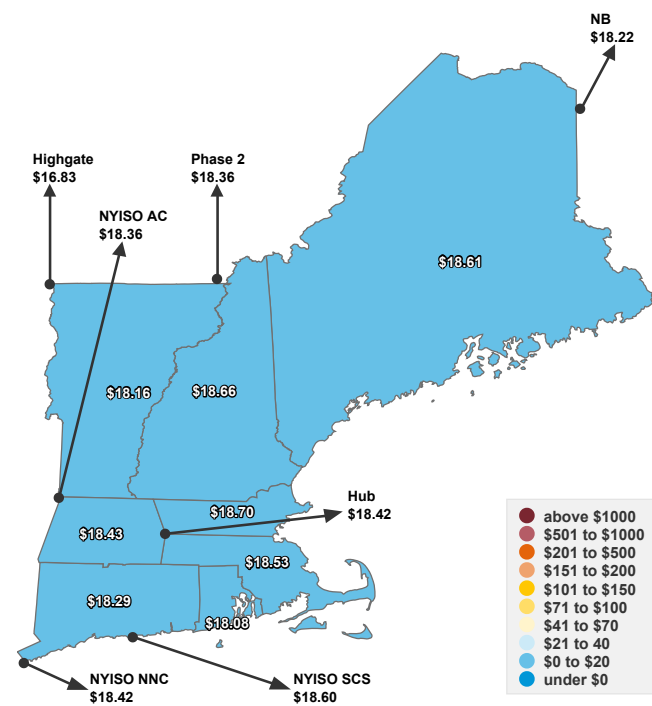 NB
$18.22
Highgate
$16.83
Phase 2
$18.36
NYISO AC
$18.36
$18.61
$18.16
$18.66
Hub
$18.42
$18.70
$18.43
$18.53
$18.29
$18.08
NYISO NNC
$18.42
NYISO SCS
$18.60
above $1000
$501 to $1000
$201 to $500
$151 to $200
$101 to $150
$71 to $100
$41 to $70
$21 to 40
$0 to $20
under $0